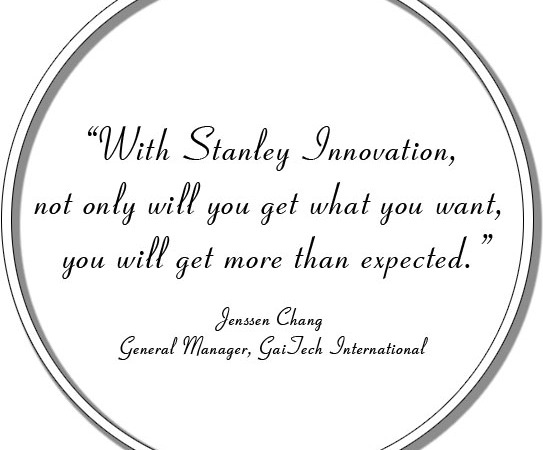 “With Stanley Innovation,
not only will you get what you want,
you will get more than expected.”
Jenssen Chang
General Manager, GaiTech International